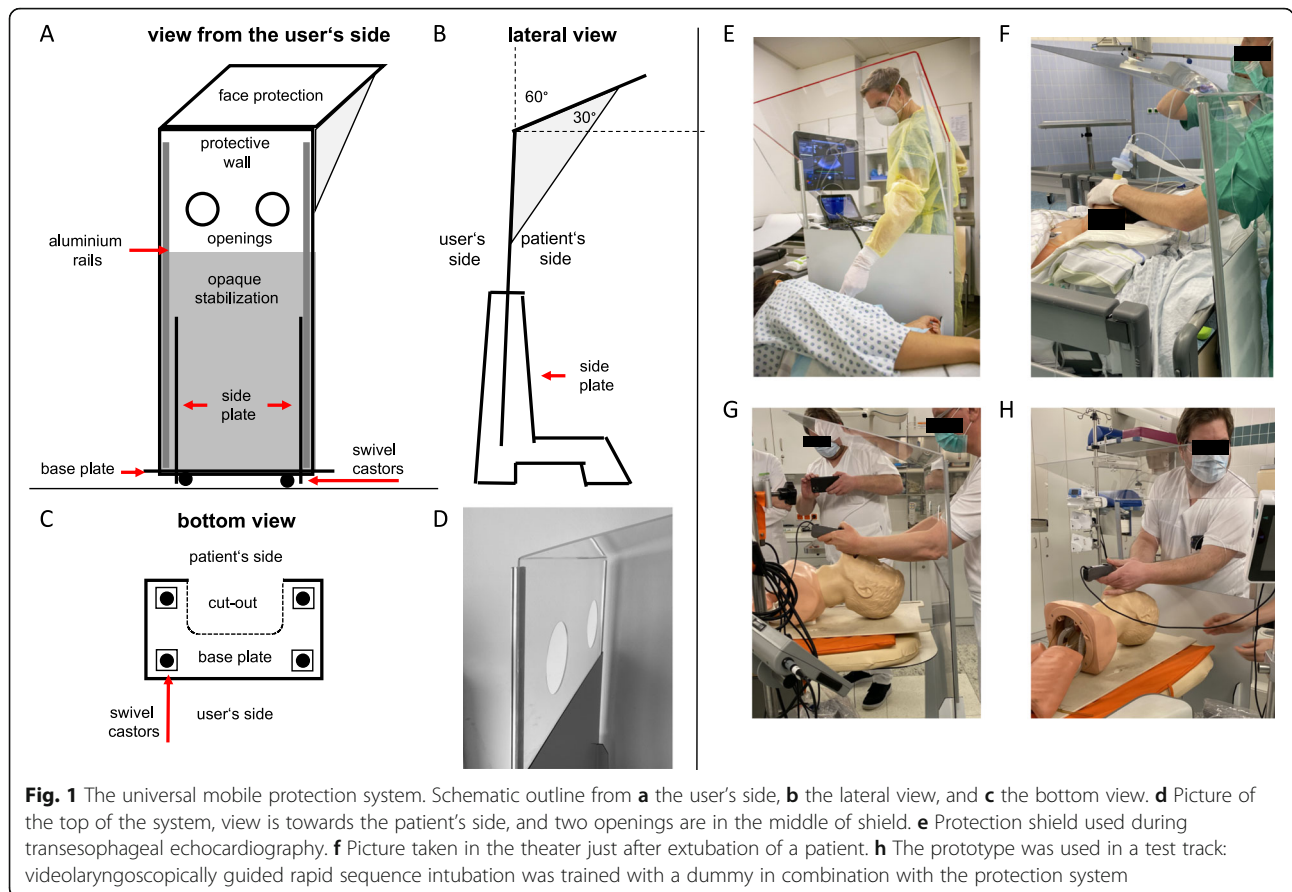 A
view from the user's side
face protection
protective
wall
openings
aluminium
rails
opaque
stabilization
side
plate
base plate
swivel
castors
B
lateral view
60°
30°
user's
side
patient's
side
side
plate
C
bottom view
patient's side
cut-out
base plate
swivel
castors
user's side
D
E
F
G
H
Fig. 1 The universal mobile protection system. Schematic outline from a the user's side, b the lateral view, and c the bottom view. d Picture of
the top of the system, view is towards the patient's side, and two openings are in the middle of shield. e Protection shield used during
transesophageal echocardiography. f Picture taken in the theater just after extubation of a patient. h The prototype was used in a test track:
videolaryngoscopically guided rapid sequence intubation was trained with a dummy in combination with the protection system